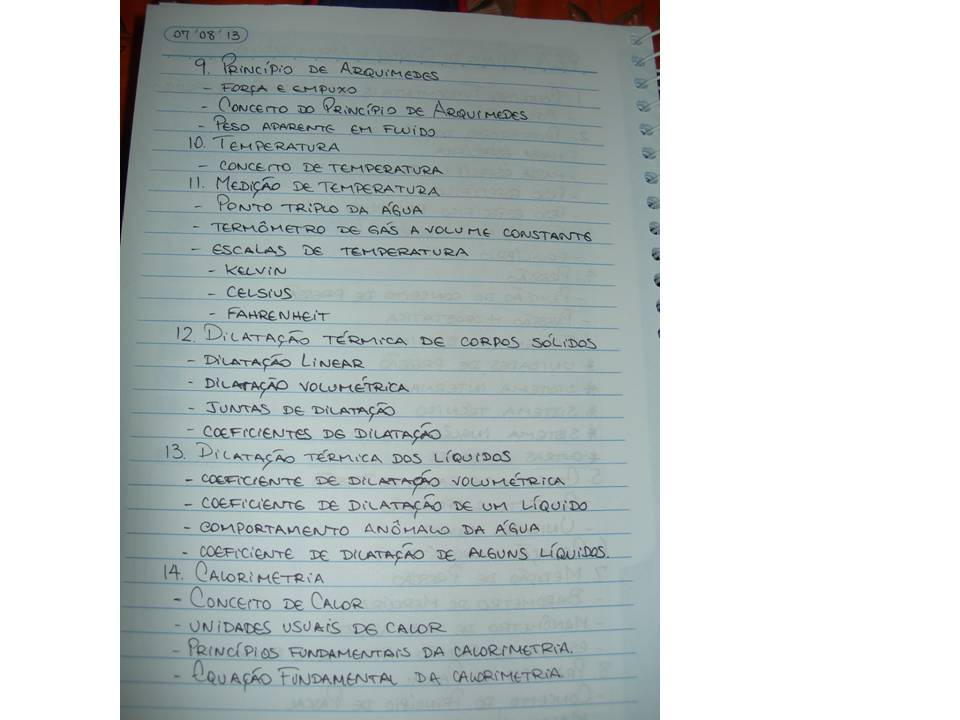 07'08'13
9. PRINCÍPIO DE ARQUIMEDES
- FORÇA E EMPUXO
- CONCEITO DO PRINCÍPIO DE ARQUIMEDES
- PESO APARENTE EM FLUÍDO.
10. TEMPERATURA
- CONCEITO DE TEMPERATURA
11. MEDIÇÃO DE TEMPERATURA
- PONTO TRIPLO DA ÁGUA
- TERMÔMETRO DE GÁS A VOLUME CONSTANTE
- ESCALAS DE TEMPERATURA
- KELVIN
- CELSIUS
- FAHRENHEIT
12. DILATAÇÃO TÉRMICA DE CORPOS SÓLIDOS
- DILATAÇÃO LINEAR
- DILATAÇÃO VOLUMÉTRICA
- JUNTAS DE DILATAÇÃO
- COEFICIENTES DE DILATAÇÃO
13. DILATAÇÃO TÉRMICA DOS LÍQUIDOS
- COEFICIENTE DE DILATAÇÃO VOLUMÉTRICA
- COEFICIENTE DE DILATAÇÃO DE UM LÍQUIDO
- COMPORTAMENTO ANÔMALO DA ÁGUA
- COEFICIENTE DE DILATAÇÃO DE ALGUNS LÍQUIDOS.
14. CALORIMETRIA
- CONCEITO DE CALOR
- UNIDADES USUAIS DE CALOR
- PRINCÍPIOS FUNDAMENTAIS DA CALORIMETRIA.
- EQUAÇÃO FUNDAMENTAL DA CALORIMETRIA